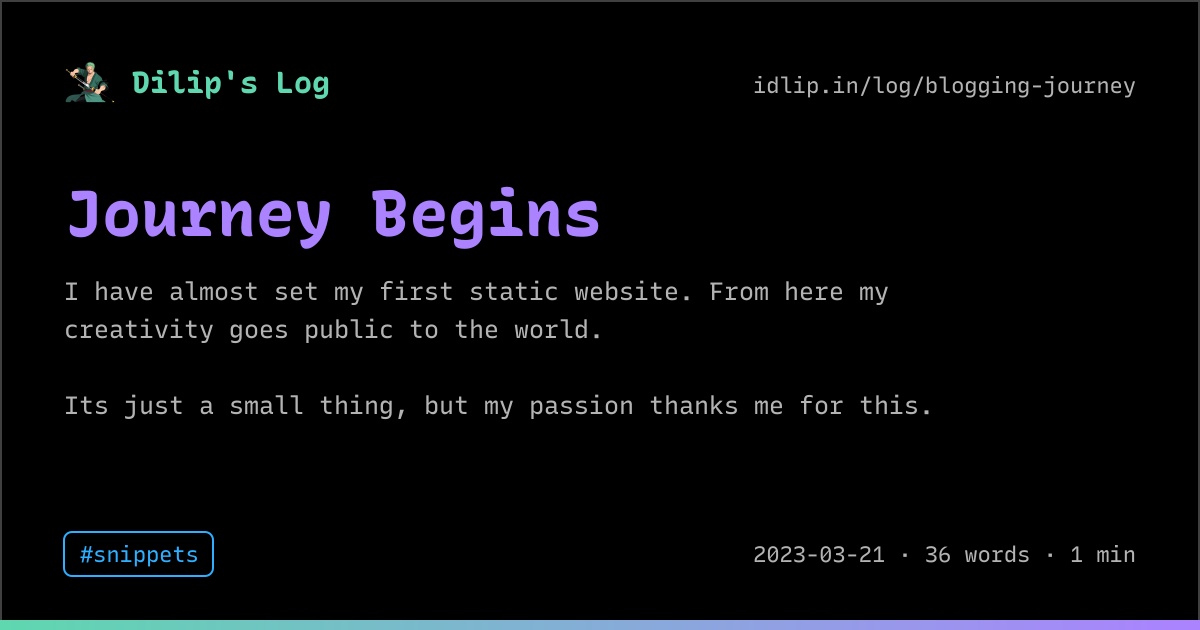 Dilip's Log
idlip.in/log/blogging-journey
Journey Begins
I have almost set my first static website. From here my
creativity goes public to the world.
Its just a small thing, but my passion thanks me for this.
#snippets
2023-03-21 · 36 words · 1 min